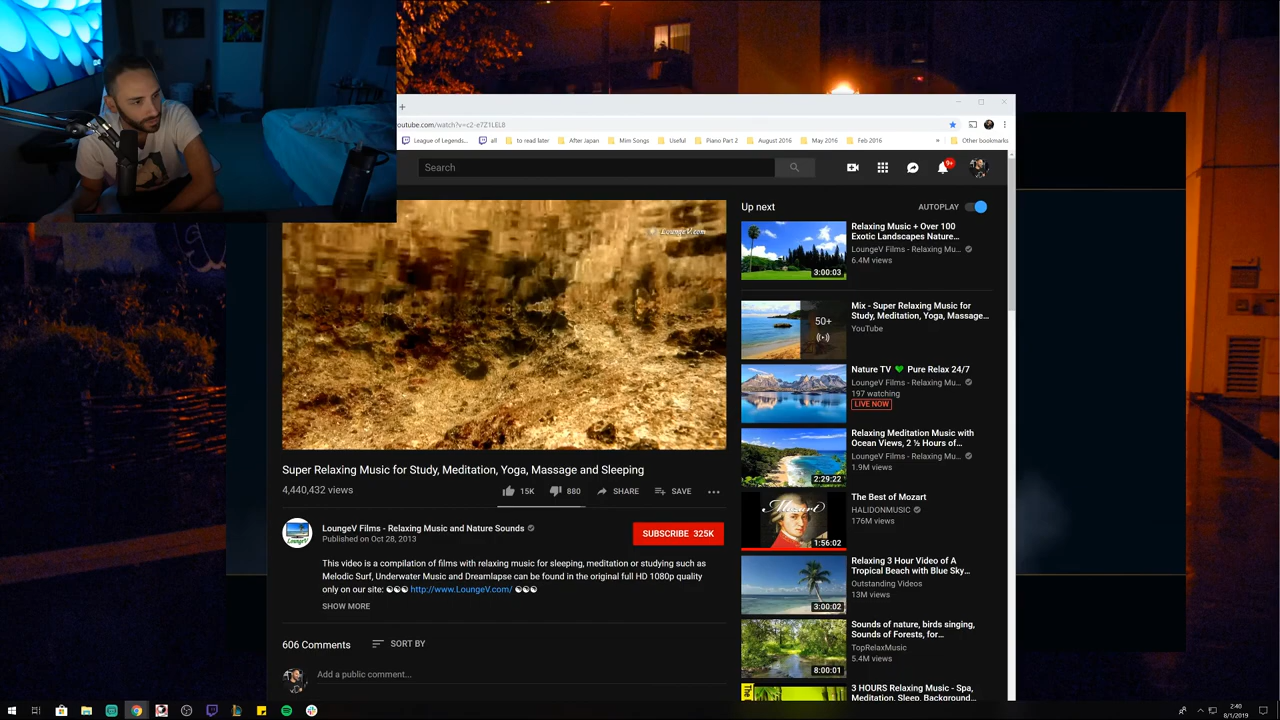 youtube.com/watch?v=c2-e7Z1LELB
League of Legends...
all
to read later
After Japan
Mim Songs
Useful
Piano Part 2
August 2016
May 2016
Feb 2016
»
Other bookmarks
Search
9+
LoungeV.com
Super Relaxing Music for Study, Meditation, Yoga, Massage and Sleeping
4,440,432 views
15K
880
SHARE
SAVE
LoungeV Films - Relaxing Music and Nature Sounds
Published on Oct 28, 2013
SUBSCRIBE 325K
This video is a compilation of films with relaxing music for sleeping, meditation or studying such as
Melodic Surf, Underwater Music and Dreamlapse can be found in the original full HD 1080p quality
only on our site: ☯☯☯ http://www.LoungeV.com/ ☯☯☯
SHOW MORE
606 Comments
SORT BY
Add a public comment...
Up next
AUTOPLAY
3:00:03
Relaxing Music + Over 100
Exotic Landscapes Nature...
LoungeV Films - Relaxing Mu...
6.4M views
50+
Mix - Super Relaxing Music for
Study, Meditation, Yoga, Massage...
YouTube
Nature TV 💚 Pure Relax 24/7
LoungeV Films - Relaxing Mu...
197 watching
LIVE NOW
2:29:22
Relaxing Meditation Music with
Ocean Views, 2 ½ Hours of...
LoungeV Films - Relaxing Mu...
1.9M views
Mozart
1:56:02
The Best of Mozart
HALIDONMUSIC
176M views
3:00:02
Relaxing 3 Hour Video of A
Tropical Beach with Blue Sky...
Outstanding Videos
13M views
8:00:01
Sounds of nature, birds singing,
Sounds of Forests, for...
TopRelaxMusic
5.4M views
The
3 HOURS Relaxing Music - Spa,
Meditation, Sleep, Background...
2:40
8/1/2019